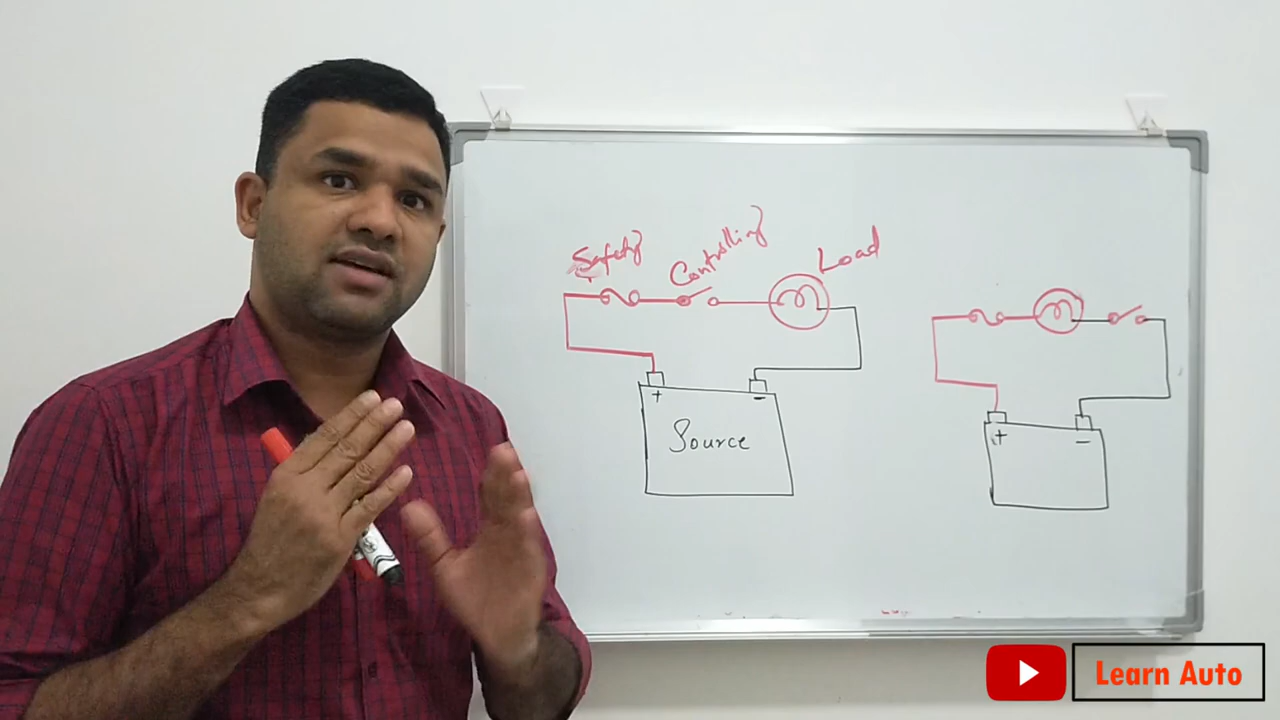 Safety
Controlling
Load
+
-
Source
+
-
Learn Auto